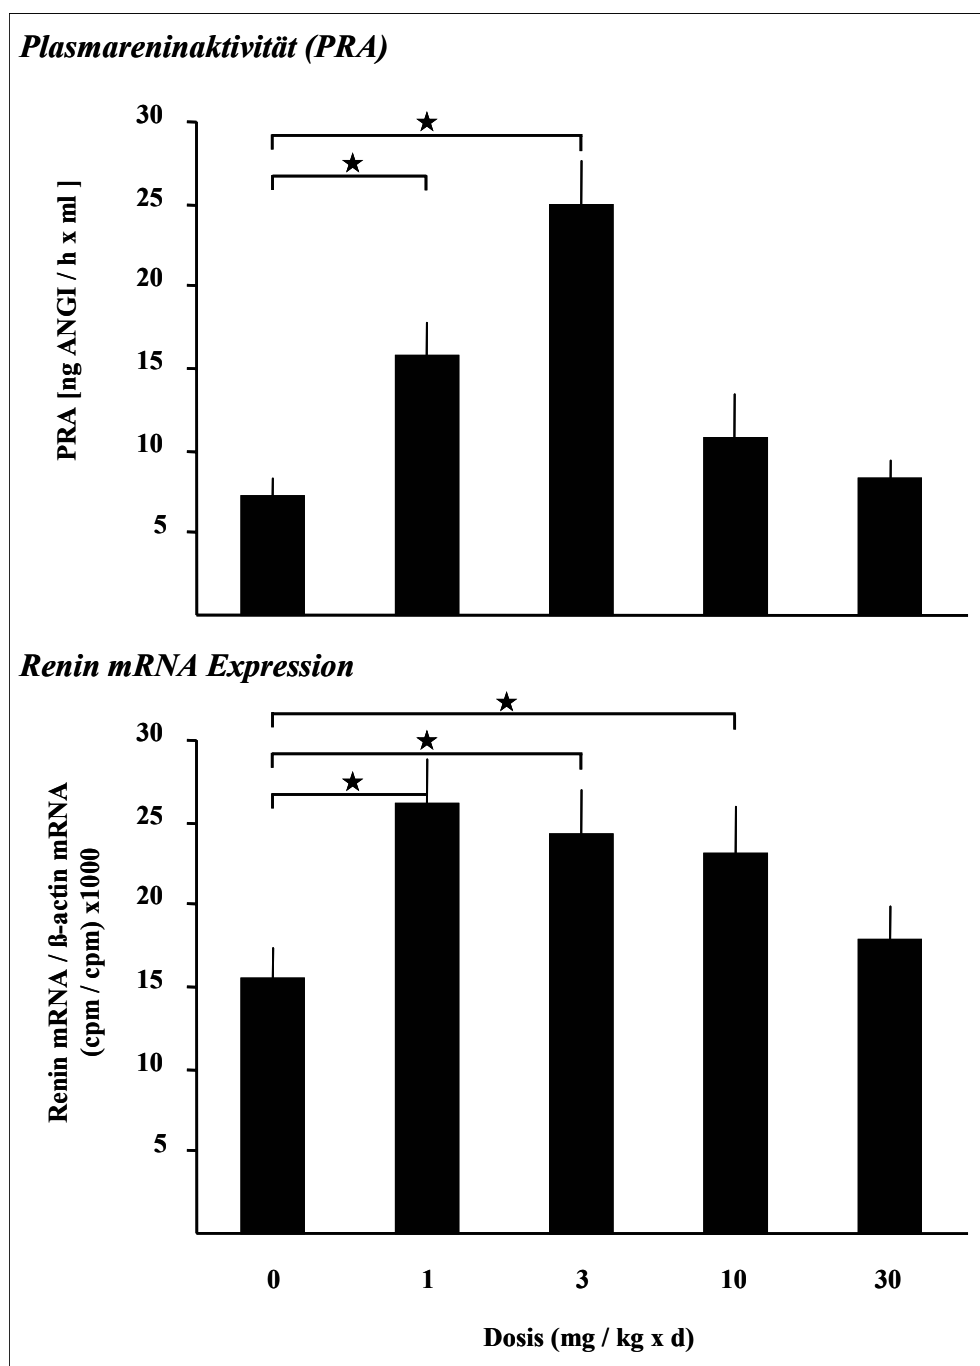 Plasmareninaktivität (PRA)
30
25
20
15
10
5
PRA [ng ANGI / h x ml ]
Renin mRNA Expression
30
25
20
15
10
5
Renin mRNA / ß-actin mRNA
(cpm / cpm) x1000
0 1 3 10 30
Dosis (mg / kg x d)